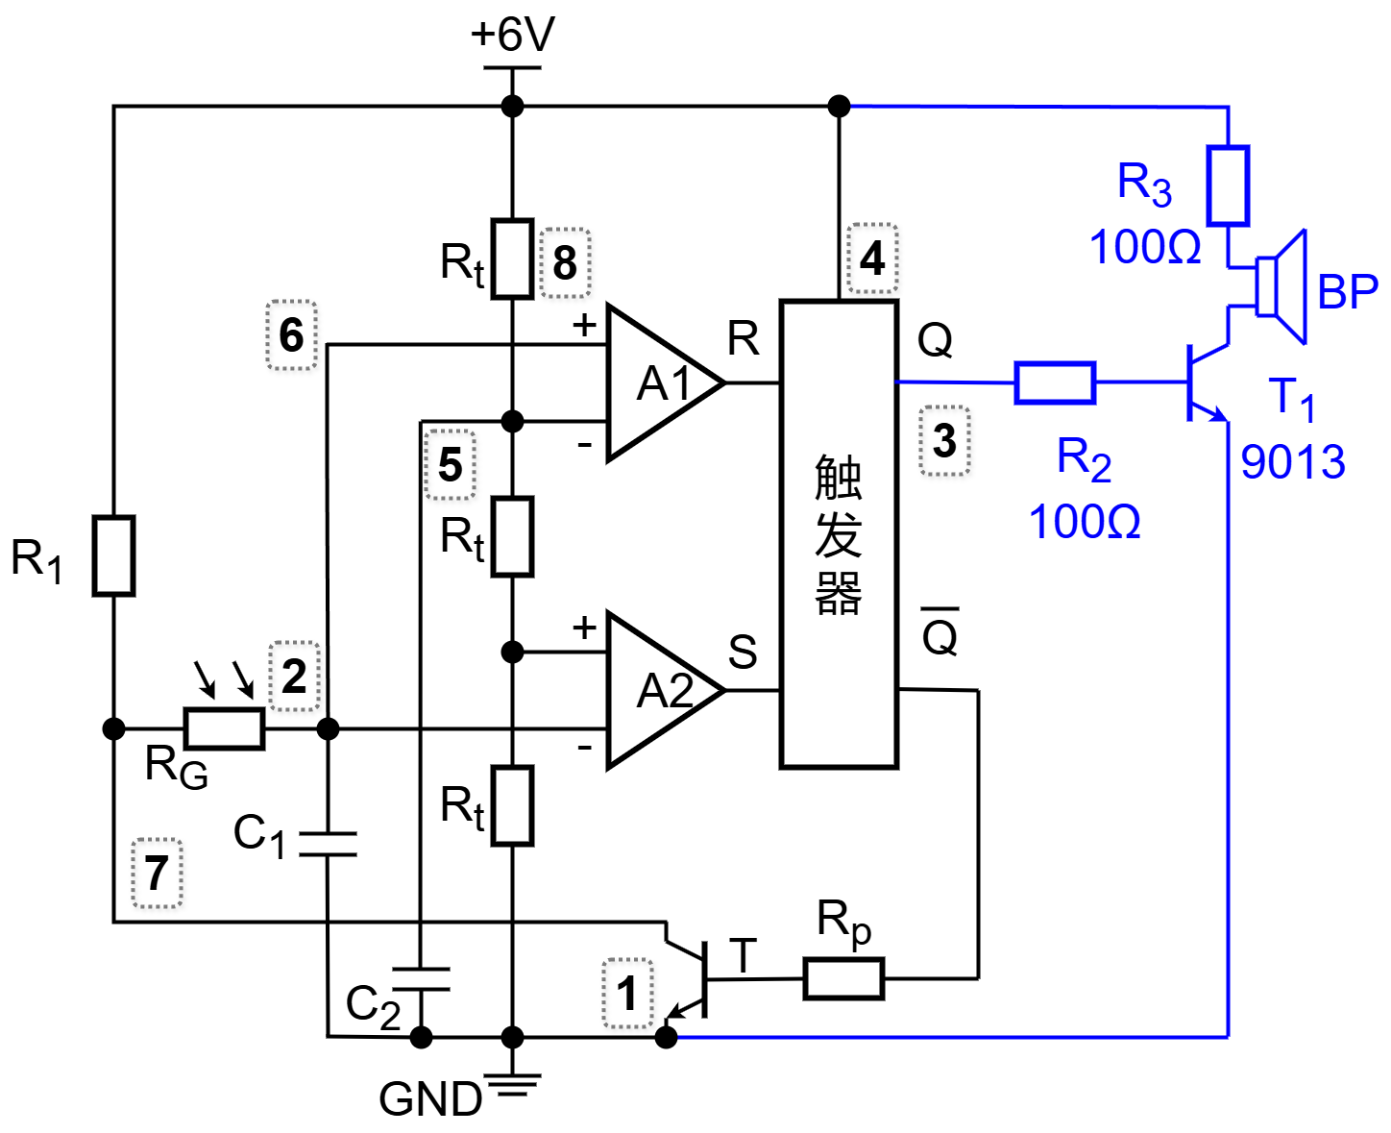 +6V
R3
100Ω
BP
Rt
8
4
6
+
A1
-
R
Q
3
R2
100Ω
T1
9013
5
Rt
触
发
器
R1
+
A2
-
S
Q̅
2
RG
Rt
C1
7
Rp
T
1
C2
GND